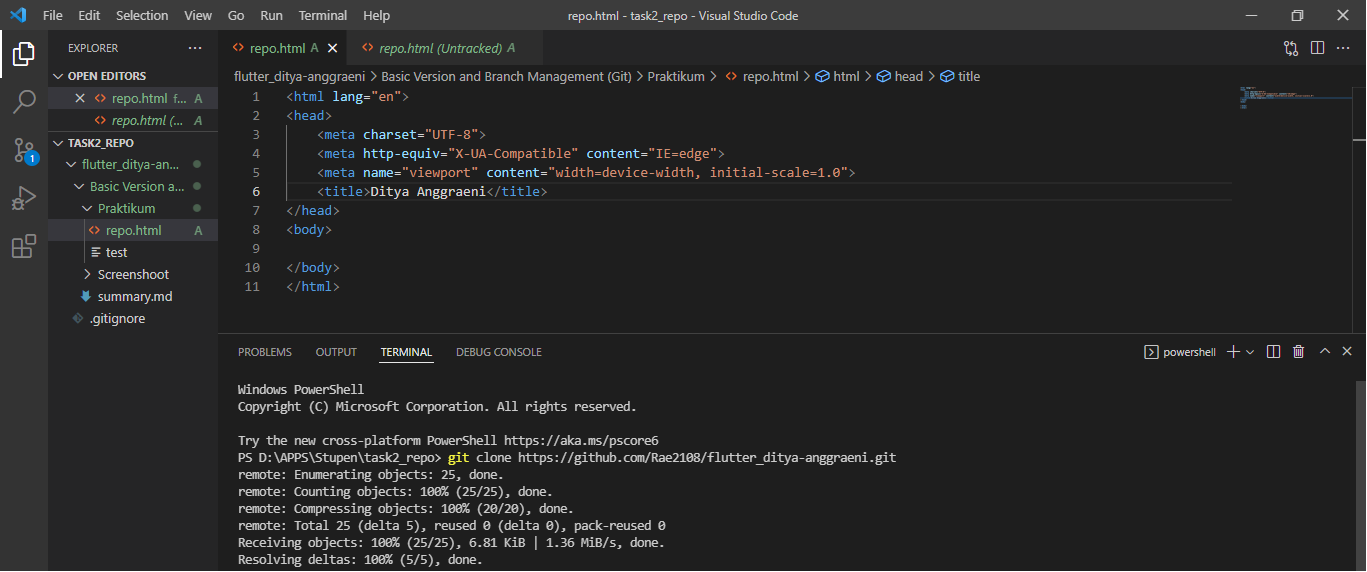 File Edit Selection View Go Run Terminal Help
repo.html - task2_repo - Visual Studio Code
EXPLORER
OPEN EDITORS
repo.html f... A
repo.html (... A
TASK2_REPO
flutter_ditya-an...
Basic Version a...
Praktikum
repo.html A
test
Screenshoot
summary.md
.gitignore
1
repo.html A
repo.html (Untracked) A
flutter_ditya-anggraeni > Basic Version and Branch Management (Git) > Praktikum > repo.html > html > head > title
1 <html lang="en">
2 <head>
3 <meta charset="UTF-8">
4 <meta http-equiv="X-UA-Compatible" content="IE=edge">
5 <meta name="viewport" content="width=device-width, initial-scale=1.0">
6 <title>Ditya Anggraeni</title>
7 </head>
8 <body>
9
10 </body>
11 </html>
PROBLEMS OUTPUT TERMINAL DEBUG CONSOLE
powershell
Windows PowerShell
Copyright (C) Microsoft Corporation. All rights reserved.
Try the new cross-platform PowerShell https://aka.ms/pscore6
PS D:\APPS\Stupen\task2_repo> git clone https://github.com/Rae2108/flutter_ditya-anggraeni.git
remote: Enumerating objects: 25, done.
remote: Counting objects: 100% (25/25), done.
remote: Compressing objects: 100% (20/20), done.
remote: Total 25 (delta 5), reused 0 (delta 0), pack-reused 0
Receiving objects: 100% (25/25), 6.81 KiB | 1.36 MiB/s, done.
Resolving deltas: 100% (5/5), done.